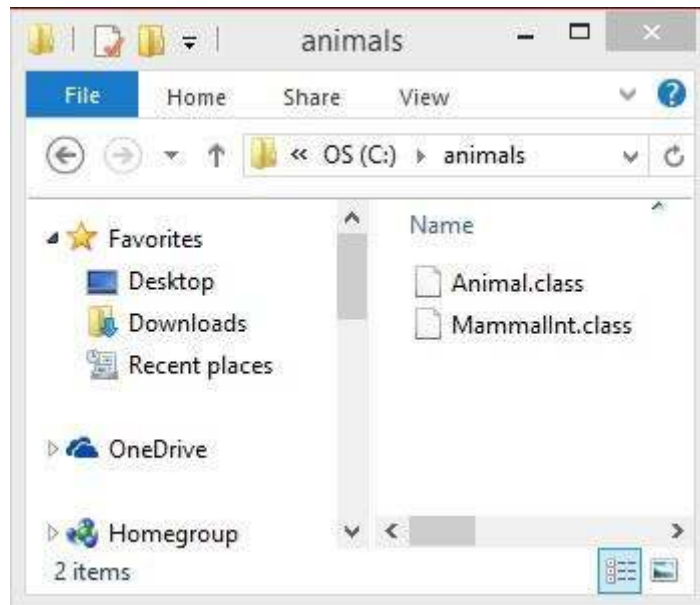 animals
File Home Share View
« OS (C:) animals
Favorites
Desktop
Downloads
Recent places
OneDrive
Homegroup
Name
Animal.class
MammalInt.class
2 items